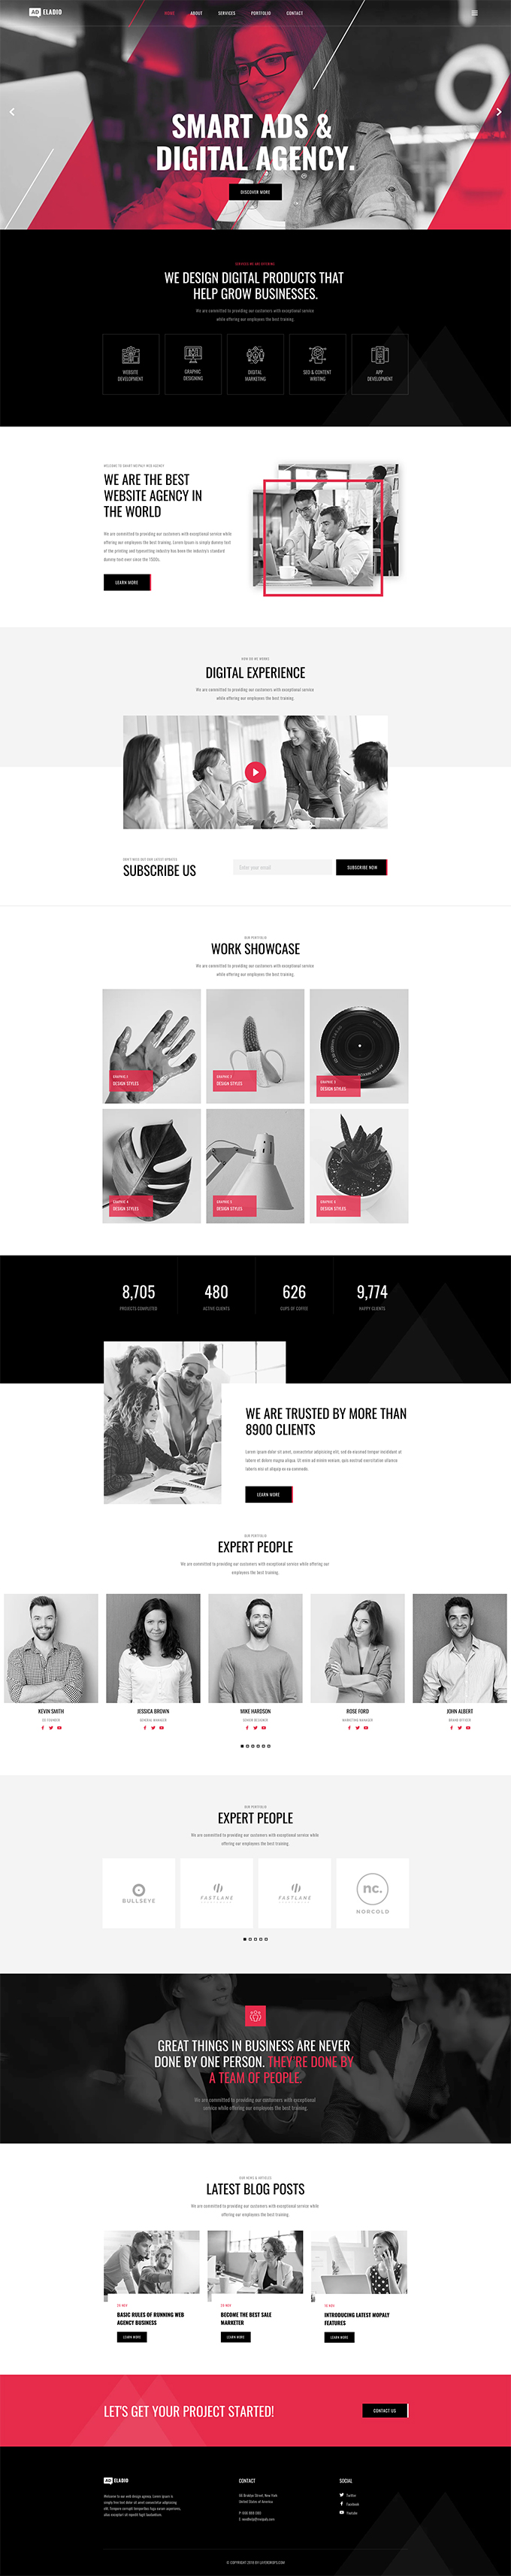 AD ELADIO
HOME ABOUT SERVICES PORTFOLIO CONTACT
SMART ADS &
DIGITAL AGENCY.
DISCOVER MORE
SERVICES WE ARE OFFERING
WE DESIGN DIGITAL PRODUCTS THAT
HELP GROW BUSINESSES.
We are committed to providing our customers with exceptional service
while offering our employees the best training.
WEBSITE
DEVELOPMENT
GRAPHIC
DESIGNING
DIGITAL
MARKETING
SEO & CONTENT
WRITING
APP
DEVELOPMENT
WE ARE THE BEST
WEBSITE AGENCY IN
THE WORLD
We are committed to providing our customers with exceptional service while
offering our employees the best training. Lorem Ipsum is simply dummy text
of the printing and typesetting industry has been the industry's standard
dummy text ever since the 1500s.
LEARN MORE
DIGITAL EXPERIENCE
We are committed to providing our customers with exceptional service
while offering our employees the best training.
DON'T MISS OUT OUR LATEST UPDATES
SUBSCRIBE US
Enter your email
SUBSCRIBE NOW
OUR PORTFOLIO
WORK SHOWCASE
We are committed to providing our customers with exceptional service
while offering our employees the best training.
GRAPHIC 1
DESIGN STYLES
GRAPHIC 2
DESIGN STYLES
GRAPHIC 3
DESIGN STYLES
GRAPHIC 4
DESIGN STYLES
GRAPHIC 5
DESIGN STYLES
GRAPHIC 6
DESIGN STYLES
8,705
PROJECTS COMPLETED
480
ACTIVE CLIENTS
626
CUPS OF COFFEE
9,774
HAPPY CLIENTS
WE ARE TRUSTED BY MORE THAN
8900 CLIENTS
Lorem ipsum dolor sit amet, consectetur adipisicing elit, sed do eiusmod tempor incididunt ut
labore et dolore magna aliqua. Ut enim ad minim veniam, quis nostrud exercitation ullamco
laboris nisi ut aliquip ex ea commodo.
LEARN MORE
OUR PORTFOLIO
EXPERT PEOPLE
We are committed to providing our customers with exceptional service while offering our
employees the best training.
KEVIN SMITH
JESSICA BROWN
GENERAL MANAGER
MIKE HARDSON
ROSE FORD
MARKETING MANAGER
JOHN ALBERT
OUR PORTFOLIO
EXPERT PEOPLE
We are committed to providing our customers with exceptional service while
offering our employees the best training.
BULLSEYE
FASTLANE
FASTLANE
nc.
NORCOLD
GREAT THINGS IN BUSINESS ARE NEVER
DONE BY ONE PERSON. THEY'RE DONE BY
A TEAM OF PEOPLE.
We are committed to providing our customers with exceptional
service while offering our employees the best training.
OUR NEWS & ARTICLES
LATEST BLOG POSTS
We are committed to providing our customers with exceptional service while
offering our employees the best training.
BASIC RULES OF RUNNING WEB
AGENCY BUSINESS
LEARN MORE
BECOME THE BEST SALE
MARKETER
LEARN MORE
INTRODUCING LATEST MOPALY
FEATURES
LEARN MORE
LET'S GET YOUR PROJECT STARTED!
CONTACT US
AD ELADIO
CONTACT
United States of America
SOCIAL
Twitter
Facebook
Youtube